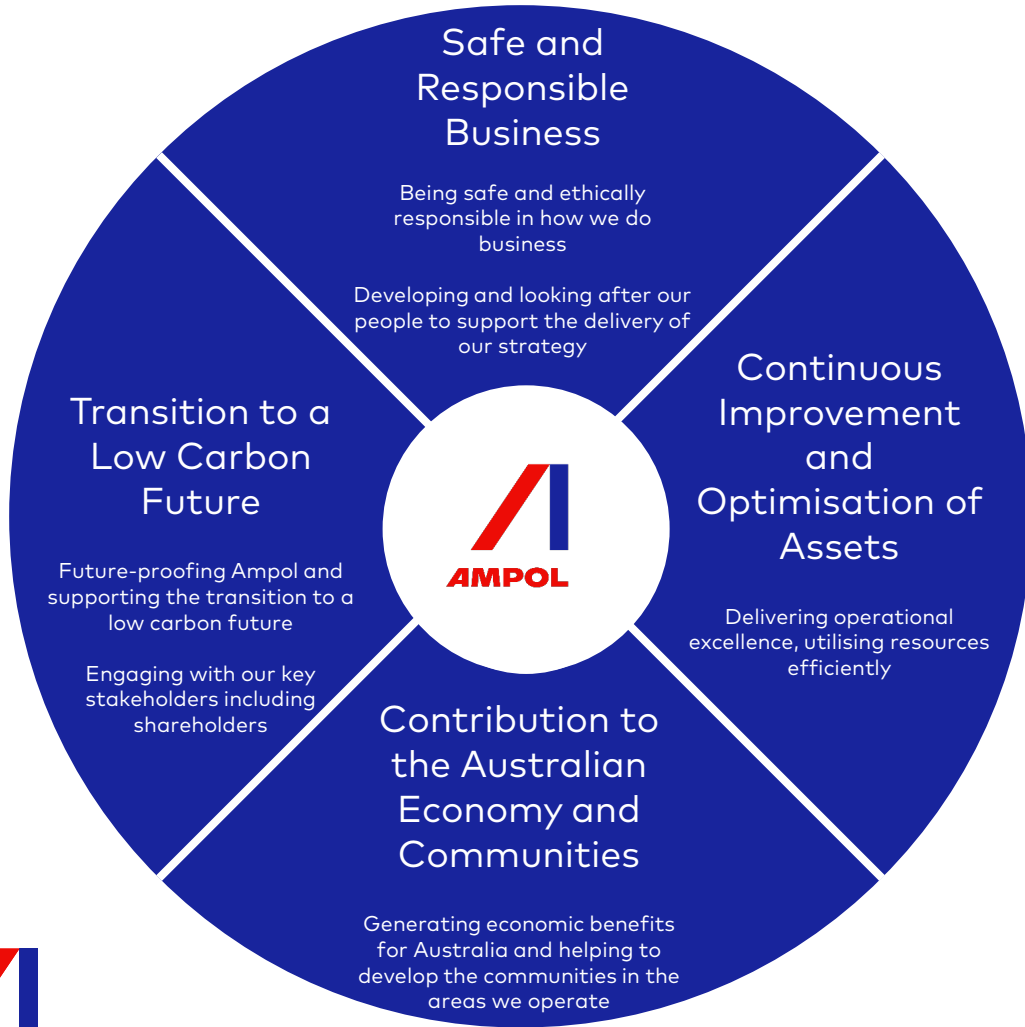 Safe and
Responsible
Business
Being safe and ethically
responsible in how we do
business
Developing and looking after our
people to support the delivery of
our strategy
Continuous
Improvement
and
Optimisation of
Assets
Delivering operational
excellence, utilising resources
efficiently
Transition to a
Low Carbon
Future
Future-proofing Ampol and
supporting the transition to a
low carbon future
Engaging with our key
stakeholders including
shareholders
AMPOL
Contribution to
the Australian
Economy and
Communities
Generating economic benefits
for Australia and helping to
develop the communities in the
areas we operate